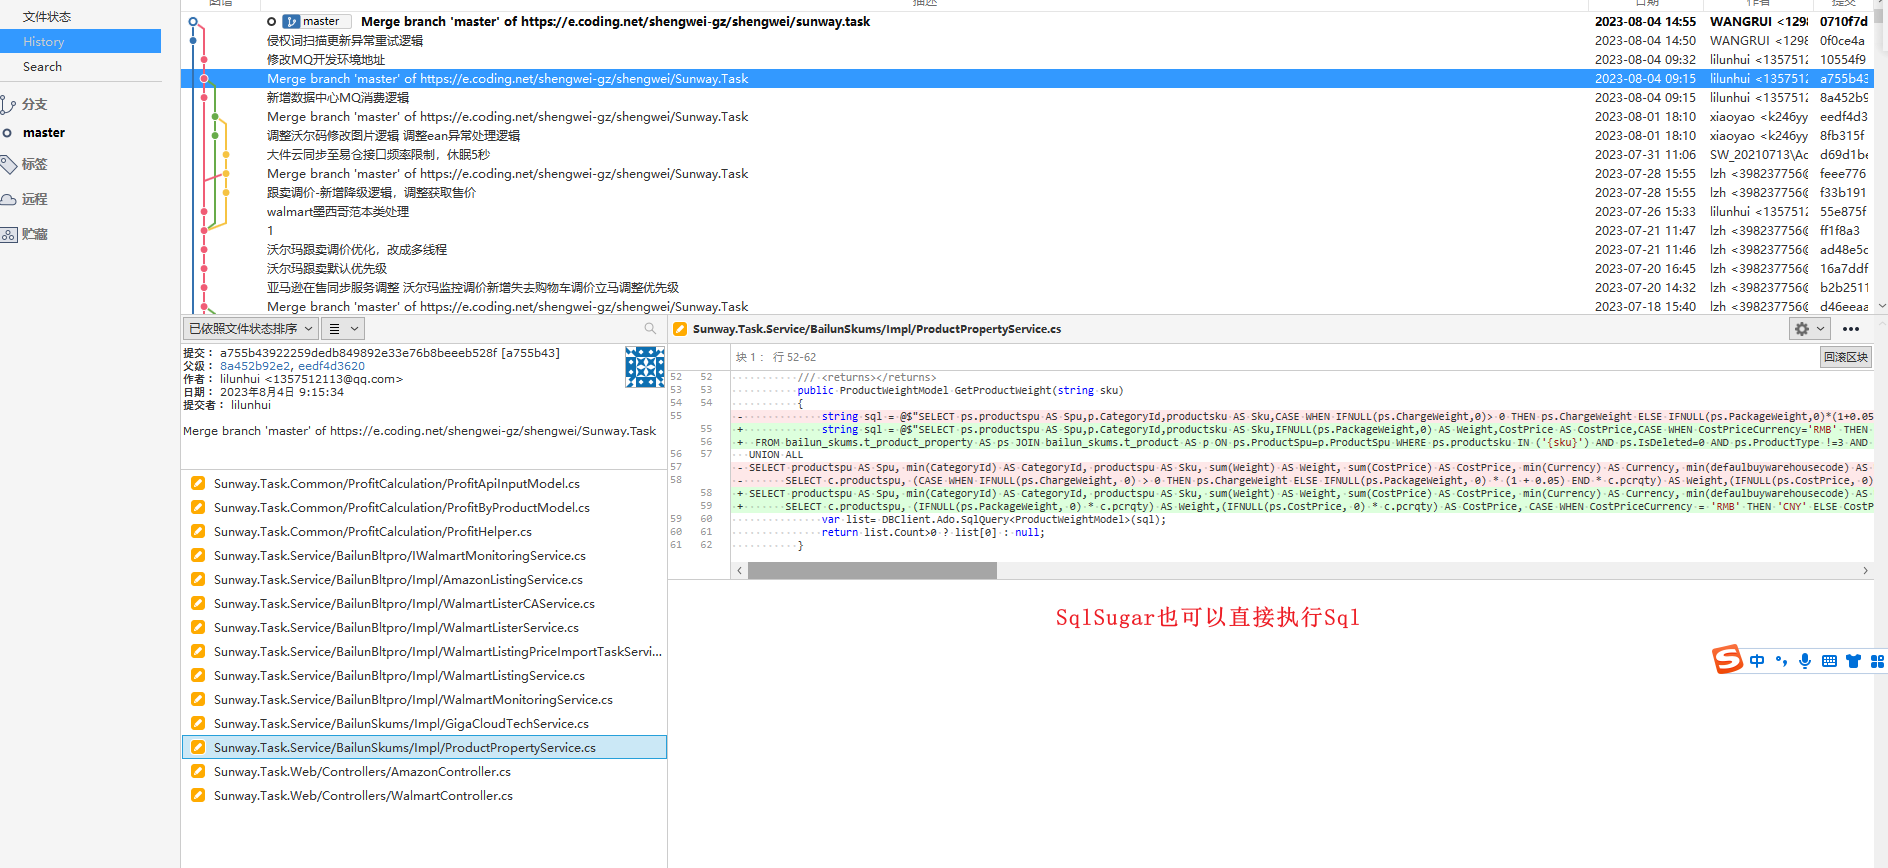 文件状态
History
Search
分支
master
标签
远程
贮藏
图谱
描述
日期
作者
提交
master Merge branch 'master' of https://e.coding.net/shengwei-gz/shengwei/sunway.task 2023-08-04 14:55 WANGRUI <1298 0710f7d
侵权词扫描更新异常重试逻辑 2023-08-04 14:50 WANGRUI <1298 0f0ce4a
修改MQ开发环境地址 2023-08-04 09:32 lilunhui <1357512 10554f9
Merge branch 'master' of https://e.coding.net/shengwei-gz/shengwei/Sunway.Task 2023-08-04 09:15 lilunhui <1357512 a755b43
新增数据中心MQ消费逻辑 2023-08-04 09:15 lilunhui <1357512 8a452b9
Merge branch 'master' of https://e.coding.net/shengwei-gz/shengwei/Sunway.Task 2023-08-01 18:10 xiaoyao <k246yy eedf4d3
调整沃尔码修改图片逻辑 调整ean异常处理逻辑 2023-08-01 18:10 xiaoyao <k246yy 8fb315f
大件云同步至易仓接口频率限制，休眠5秒 2023-07-31 11:06 SW_20210713\Ac d69d1be
Merge branch 'master' of https://e.coding.net/shengwei-gz/shengwei/Sunway.Task 2023-07-28 15:55 lzh <398237756@ feee776
跟卖调价-新增降级逻辑，调整获取售价 2023-07-28 15:55 lzh <398237756@ f33b191
walmart墨西哥范本类处理 2023-07-26 15:33 lilunhui <1357512 55e875f
1 2023-07-21 11:47 lzh <398237756@ ff1f8a3
沃尔玛跟卖调价优化，改成多线程 2023-07-21 11:46 lzh <398237756@ ad48e5c
沃尔玛跟卖默认优先级 2023-07-20 16:45 lzh <398237756@ 16a7ddf
亚马逊在售同步服务调整 沃尔玛监控调价新增失去购物车调价立马调整优先级 2023-07-20 14:32 lzh <398237756@ b2b2511
Merge branch 'master' of https://e.coding.net/shengwei-gz/shengwei/Sunway.Task 2023-07-18 15:40 lzh <398237756@ d46eeaa
已依照文件状态排序
提交： a755b43922259dedb849892e33e76b8beeeb528f [a755b43]
父级： 8a452b92e2, eedf4d3620
作者： lilunhui <1357512113@qq.com>
日期： 2023年8月4日 9:15:34
提交者： lilunhui
Merge branch 'master' of https://e.coding.net/shengwei-gz/shengwei/Sunway.Task
Sunway.Task.Common/ProfitCalculation/ProfitApiInputModel.cs
Sunway.Task.Common/ProfitCalculation/ProfitByProductModel.cs
Sunway.Task.Common/ProfitCalculation/ProfitHelper.cs
Sunway.Task.Service/BailunBltpro/IWalmartMonitoringService.cs
Sunway.Task.Service/BailunBltpro/Impl/AmazonListingService.cs
Sunway.Task.Service/BailunBltpro/Impl/WalmartListerCAService.cs
Sunway.Task.Service/BailunBltpro/Impl/WalmartListerService.cs
Sunway.Task.Service/BailunBltpro/Impl/WalmartListingPriceImportTaskServi...
Sunway.Task.Service/BailunBltpro/Impl/WalmartListingService.cs
Sunway.Task.Service/BailunBltpro/Impl/WalmartMonitoringService.cs
Sunway.Task.Service/BailunSkums/Impl/GigaCloudTechService.cs
Sunway.Task.Service/BailunSkums/Impl/ProductPropertyService.cs
Sunway.Task.Web/Controllers/AmazonController.cs
Sunway.Task.Web/Controllers/WalmartController.cs
Sunway.Task.Service/BailunSkums/Impl/ProductPropertyService.cs
块 1： 行 52-62
回滚区块
52 52 /// <returns></returns>
53 53 public ProductWeightModel GetProductWeight(string sku)
54 54 {
55 - string sql = @$"SELECT ps.productspu AS Spu,p.CategoryId,productsku AS Sku,CASE WHEN IFNULL(ps.ChargeWeight,0)> 0 THEN ps.ChargeWeight ELSE IFNULL(ps.PackageWeight,0)*(1+0.05
55 + string sql = @$"SELECT ps.productspu AS Spu,p.CategoryId,productsku AS Sku,IFNULL(ps.PackageWeight,0) AS Weight,CostPrice AS CostPrice,CASE WHEN CostPriceCurrency='RMB' THEN
56 + FROM bailun_skums.t_product_property AS ps JOIN bailun_skums.t_product AS p ON ps.ProductSpu=p.ProductSpu WHERE ps.productsku IN ('{sku}') AND ps.IsDeleted=0 AND ps.ProductType !=3 AND
56 57 UNION ALL
57 - SELECT productspu AS Spu, min(CategoryId) AS CategoryId, productspu AS Sku, sum(Weight) AS Weight, sum(CostPrice) AS CostPrice, min(Currency) AS Currency, min(defaulbuywarehousecode) AS
58 - SELECT c.productspu, (CASE WHEN IFNULL(ps.ChargeWeight, 0) > 0 THEN ps.ChargeWeight ELSE IFNULL(ps.PackageWeight, 0) * (1 + 0.05) END * c.pcrqty) AS Weight,(IFNULL(ps.CostPrice, 0)
58 + SELECT productspu AS Spu, min(CategoryId) AS CategoryId, productspu AS Sku, sum(Weight) AS Weight, sum(CostPrice) AS CostPrice, min(Currency) AS Currency, min(defaulbuywarehousecode) AS
59 + SELECT c.productspu, (IFNULL(ps.PackageWeight, 0) * c.pcrqty) AS Weight,(IFNULL(ps.CostPrice, 0) * c.pcrqty) AS CostPrice, CASE WHEN CostPriceCurrency = 'RMB' THEN 'CNY' ELSE CostP
59 60 var list= DBClient.Ado.SqlQuery<ProductWeightModel>(sql);
60 61 return list.Count>0 ? list[0] : null;
61 62 }
SqlSugar也可以直接执行Sql
中